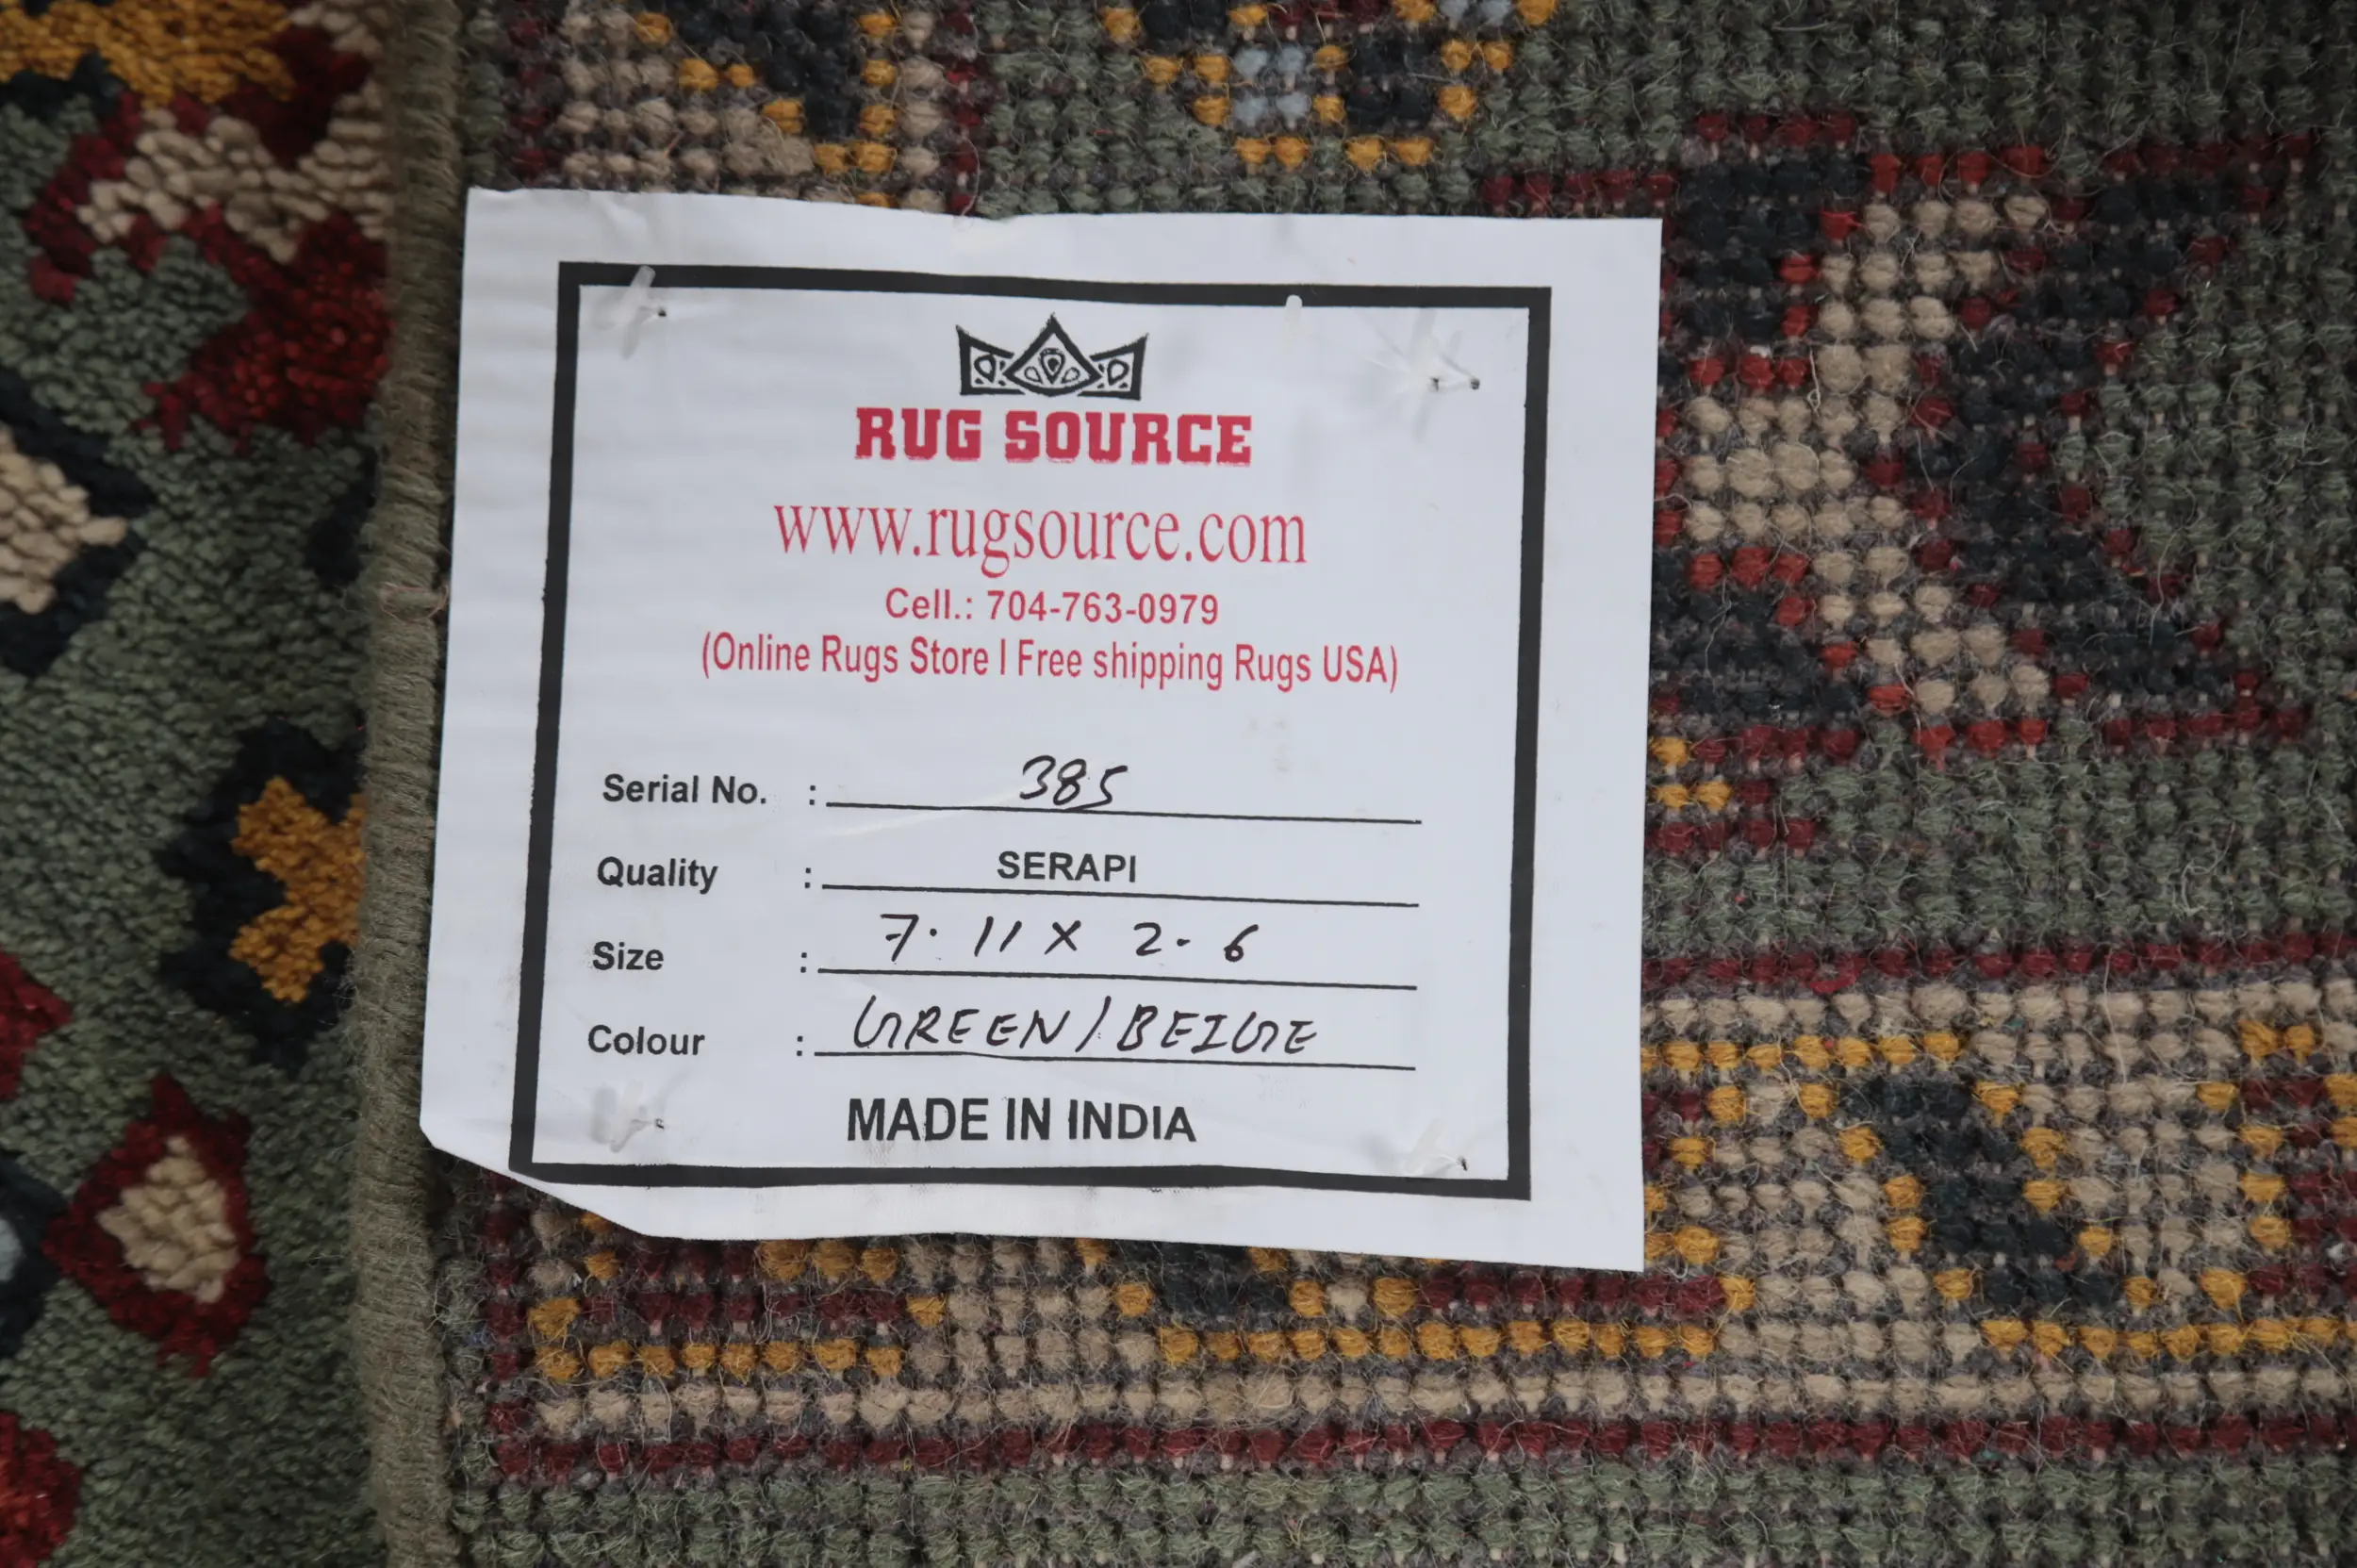 RUG SOURCE
www.rugsource.com
Cell.: 704-763-0979
(Online Rugs Store I Free shipping Rugs USA)
Serial No. : 385
Quality : SERAPI
Size : 7.11 X 2.6
Colour : GREEN/BEIGE
MADE IN INDIA